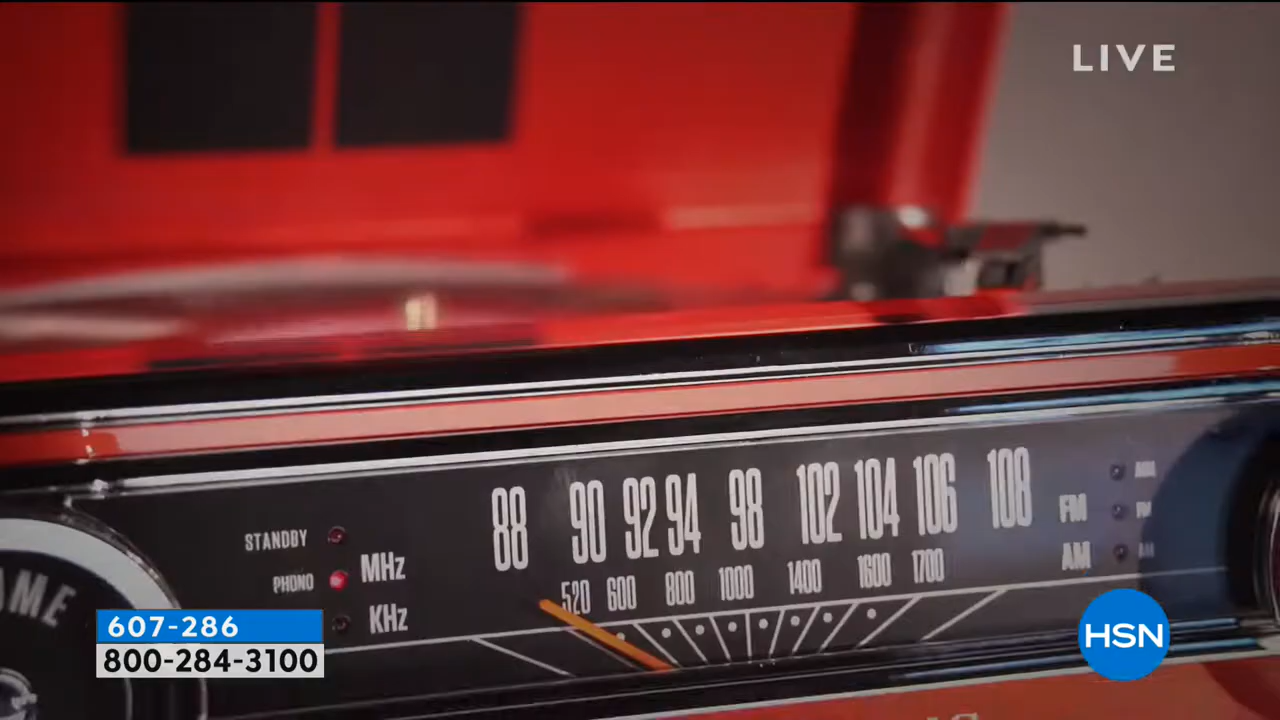 LIVE
88 90 92 94 98 102 104 106 108 FM
AM
STANDBY
PHONO
MHz
KHz
520 600 800 1000 1400 1600 1700
607-286
800-284-3100
HSN